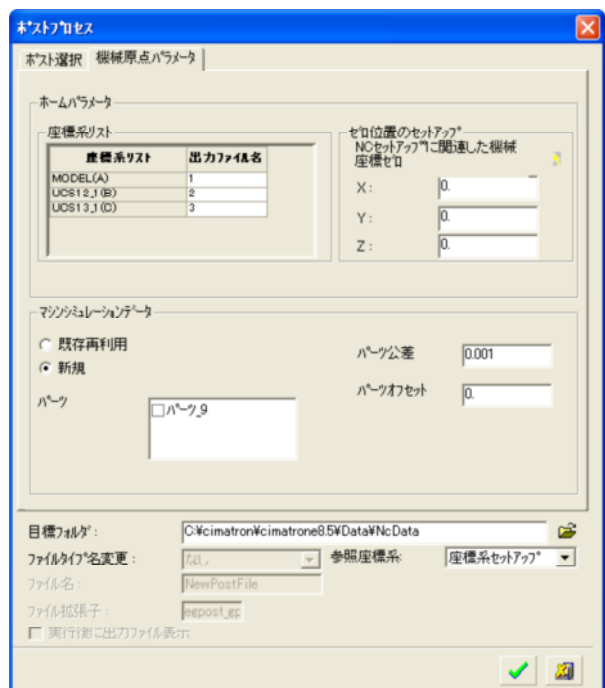 ポストプロセス
ポスト選択 機械原点パラメータ
ホームパラメータ
座標系リスト
座標系リスト 出力ファイル名
MODEL(A) 1
UCS12_1(B) 2
UCS13_1(C) 3
ゼロ位置のセットアップ
NCセットアップに関連した機械
座標ゼロ
X: 0.
Y: 0.
Z: 0.
マシンシミュレーションデータ
既存再利用
新規
パーツ
パーツ_9
パーツ公差 0.001
パーツオフセット 0.
目標フォルダ: C:¥cimatron¥cimatrone8.5¥Data¥NcData
ファイルタイプ名変更: なし 参照座標系: 座標系セットアップ
ファイル名: NewPostFile
ファイル拡張子: egpost_gp
実行後に出力ファイル表示